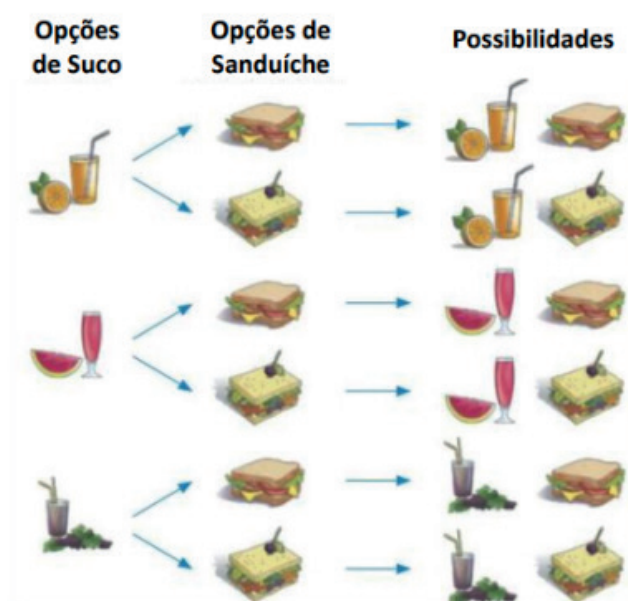 Opções
de Suco
Opções de
Sanduíche
Possibilidades